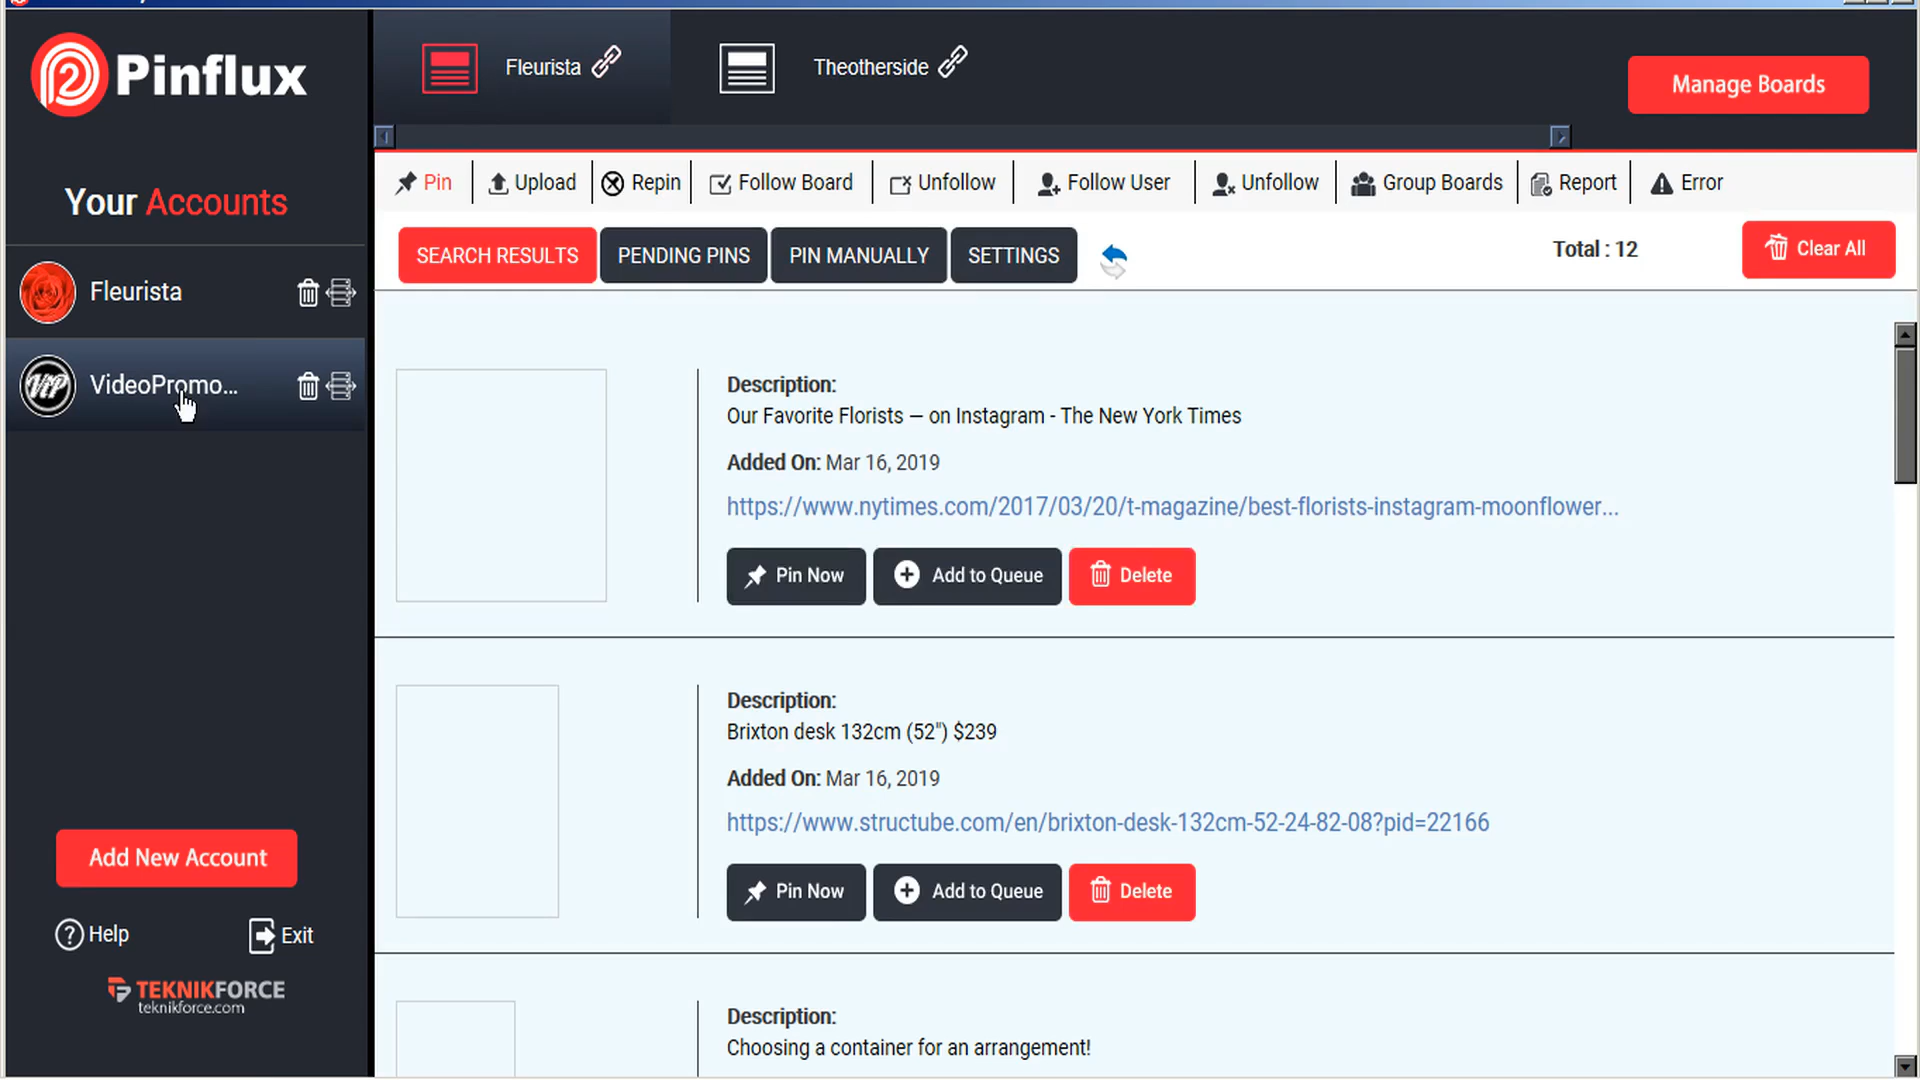 Pinflux
Your Accounts
Fleurista
VideoPromo...
Add New Account
Help
Exit
TEKNIKFORCE
teknikforce.com
Fleurista
Theotherside
Manage Boards
Pin
Upload
Repin
Follow Board
Unfollow
Follow User
Unfollow
Group Boards
Report
Error
SEARCH RESULTS
PENDING PINS
PIN MANUALLY
SETTINGS
Total : 12
Clear All
Description:
Our Favorite Florists — on Instagram - The New York Times
Added On: Mar 16, 2019
https://www.nytimes.com/2017/03/20/t-magazine/best-florists-instagram-moonflower...
Pin Now
Add to Queue
Delete
Description:
Brixton desk 132cm (52") $239
Added On: Mar 16, 2019
https://www.structube.com/en/brixton-desk-132cm-52-24-82-08?pid=22166
Pin Now
Add to Queue
Delete
Description:
Choosing a container for an arrangement!